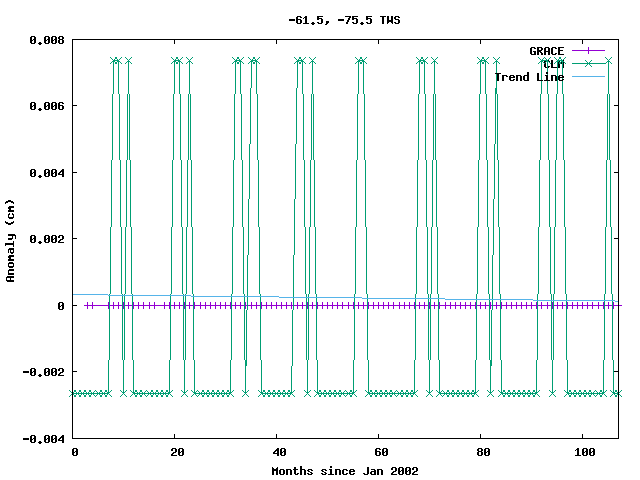 -61.5, -75.5 TWS
GRACE
CLM
Trend Line
0.008
0.006
0.004
0.002
0
-0.002
-0.004
Anomaly (cm)
0 20 40 60 80 100
Months since Jan 2002